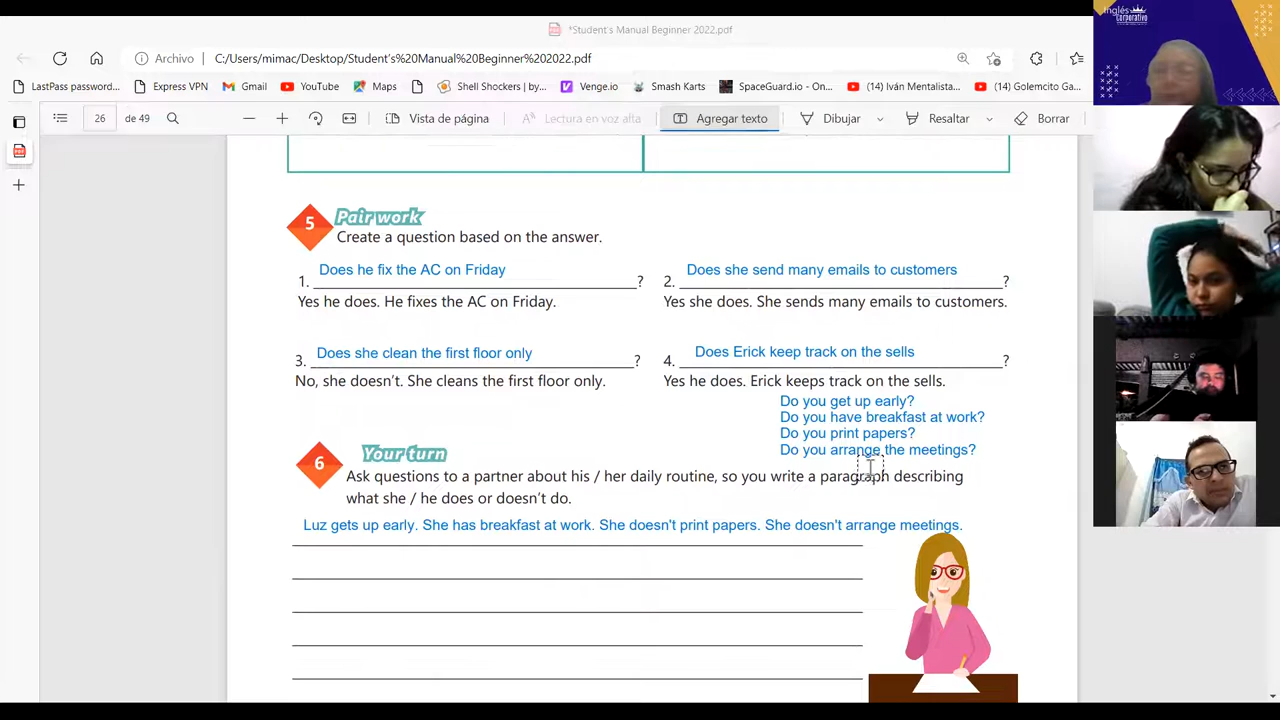 *Student's Manual Beginner 2022.pdf
Archivo
C:/Users/mimac/Desktop/Student's%20Manual%20Beginner%202022.pdf
LastPass password...
Express VPN
Gmail
YouTube
Maps
Shell Shockers | by...
Venge.io
Smash Karts
SpaceGuard.io - On...
(14) Iván Mentalista...
(14) Golemcito Ga...
26 de 49
Vista de página
Lectura en voz alta
Agregar texto
Dibujar
Resaltar
Borrar
Inglés
corporativo
5 Pair work
Create a question based on the answer.
1. Does he fix the AC on Friday ?
Yes he does. He fixes the AC on Friday.
2. Does she send many emails to customers ?
Yes she does. She sends many emails to customers.
3. Does she clean the first floor only ?
No, she doesn't. She cleans the first floor only.
4. Does Erick keep track on the sells ?
Yes he does. Erick keeps track on the sells.
Do you get up early?
Do you have breakfast at work?
Do you print papers?
Do you arrange the meetings?
6 Your turn
Ask questions to a partner about his / her daily routine, so you write a paragraph describing
what she / he does or doesn't do.
Luz gets up early. She has breakfast at work. She doesn't print papers. She doesn't arrange meetings.